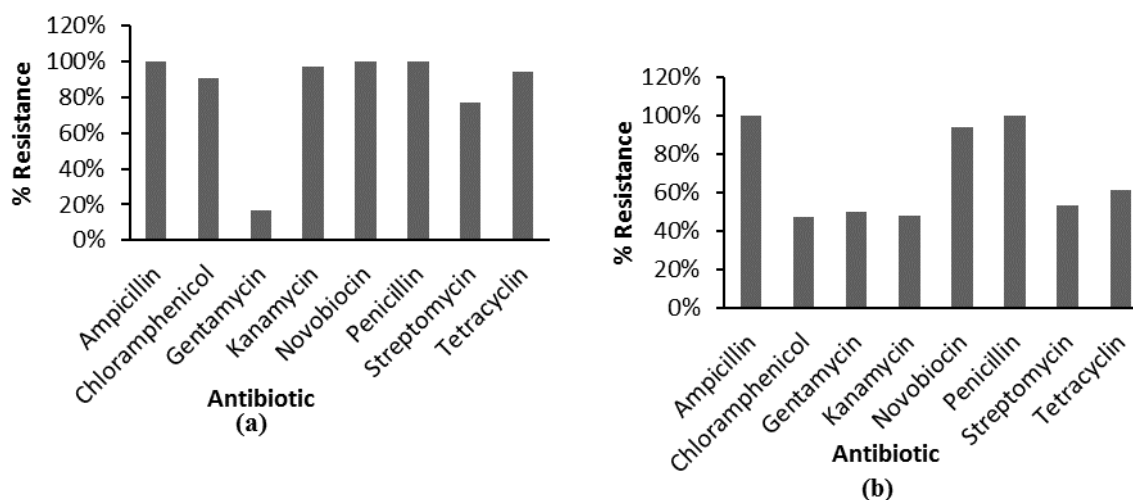 120%
100%
80%
60%
40%
20%
0%
% Resistance
Ampicillin
Chloramphenicol
Gentamycin
Kanamycin
Novobiocin
Penicillin
Streptomycin
Tetracyclin
Antibiotic
(a)
120%
100%
80%
60%
40%
20%
0%
% Resistance
Ampicillin
Chloramphenicol
Gentamycin
Kanamycin
Novobiocin
Penicillin
Streptomycin
Tetracyclin
Antibiotic
(b)